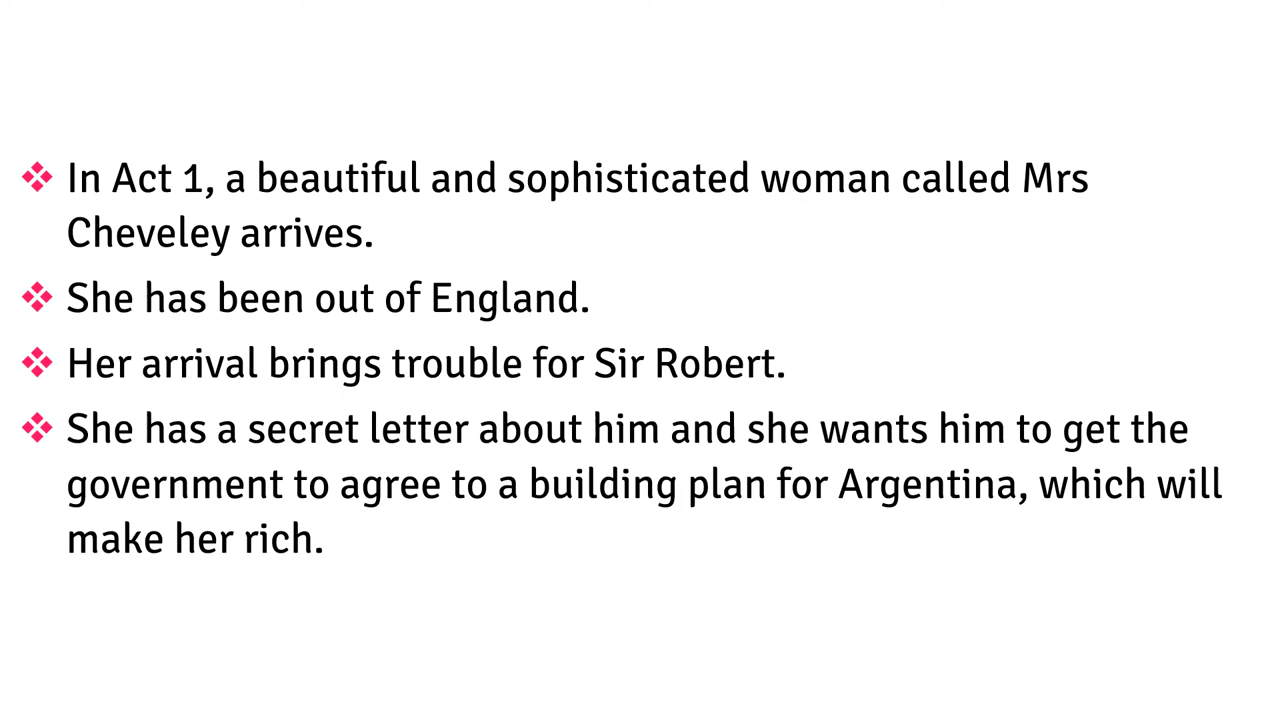 ❖ In Act 1, a beautiful and sophisticated woman called Mrs
Cheveley arrives.
❖ She has been out of England.
❖ Her arrival brings trouble for Sir Robert.
❖ She has a secret letter about him and she wants him to get the
government to agree to a building plan for Argentina, which will
make her rich.